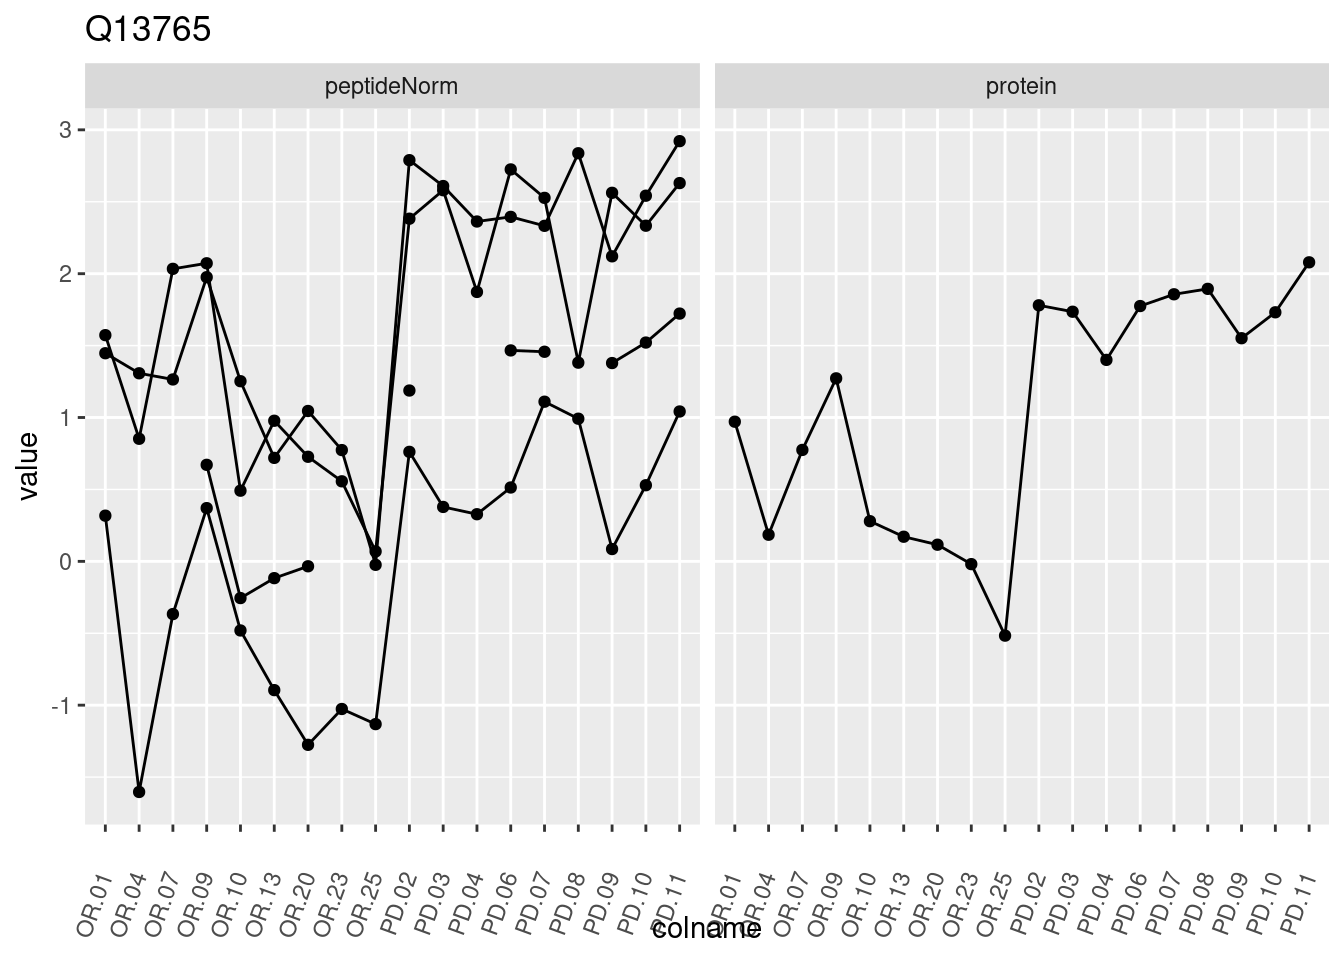 Q13765
peptideNorm protein
3
2
1
0
-1
value
OR.01 OR.04 OR.07 OR.09 OR.10 OR.13 OR.20 OR.23 OR.25 PD.02 PD.03 PD.04 PD.06 PD.07 PD.08 PD.09 PD.10 PD.11 OR.01 OR.04 OR.07 OR.09 OR.10 OR.13 OR.20 OR.23 OR.25 PD.02 PD.03 PD.04 PD.06 PD.07 PD.08 PD.09 PD.10 PD.11
colname